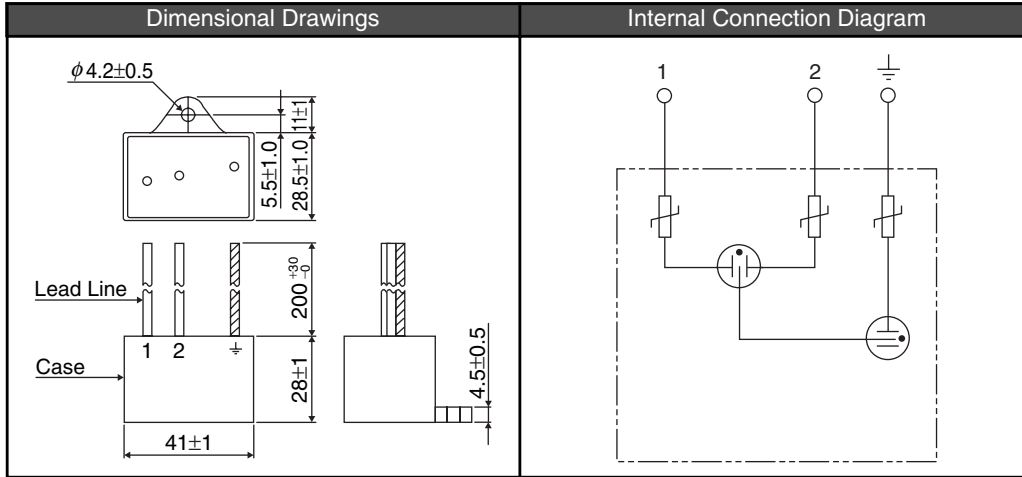 Dimensional Drawings
Internal Connection Diagram
ϕ4.2±0.5
11±1
5.5±1.0
28.5±1.0
Lead Line
200 +30 -0
1 2 ⏚
Case
28±1
4.5±0.5
41±1
1 2 ⏚